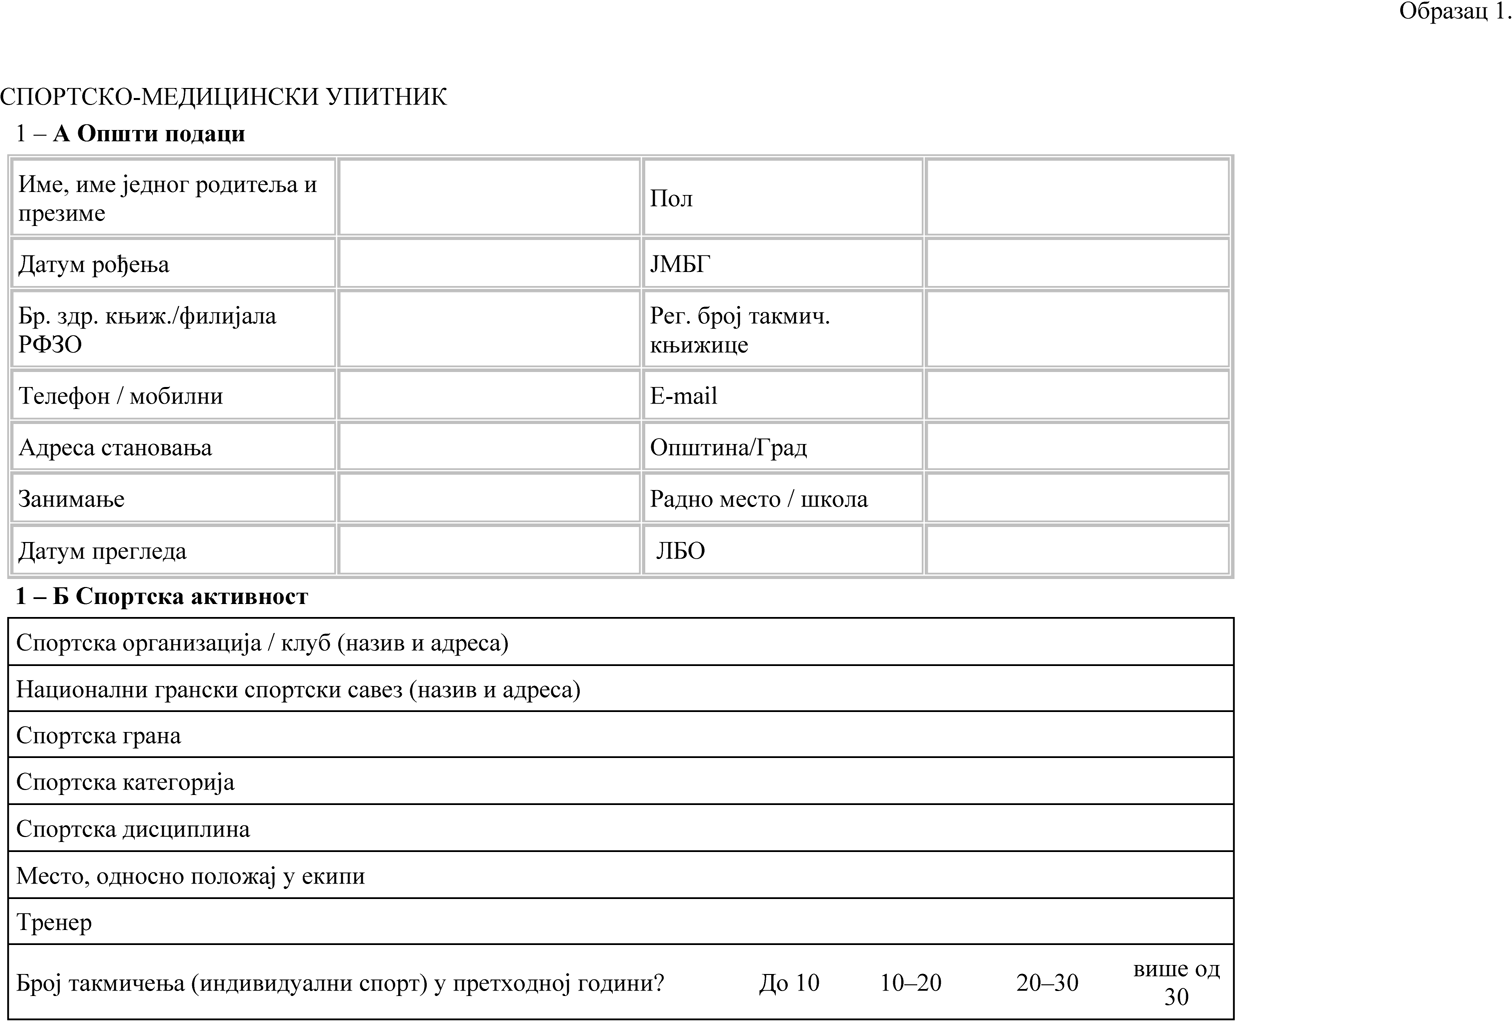 Образац 1.
СПОРТСКО-МЕДИЦИНСКИ УПИТНИК
1 – А Општи подаци
Име, име једног родитеља и
презиме
Пол
Датум рођења
ЈМБГ
Бр. здр. књиж./филијала
РФЗО
Рег. број такмич.
књижице
Телефон / мобилни
E-mail
Адреса становања
Општина/Град
Занимање
Радно место / школа
Датум прегледа
ЛБО
1 – Б Спортска активност
Спортска организација / клуб (назив и адреса)
Национални грански спортски савез (назив и адреса)
Спортска грана
Спортска категорија
Спортска дисциплина
Место, односно положај у екипи
Тренер
Број такмичења (индивидуални спорт) у претходној години?
До 10
10–20
20–30
више од
30